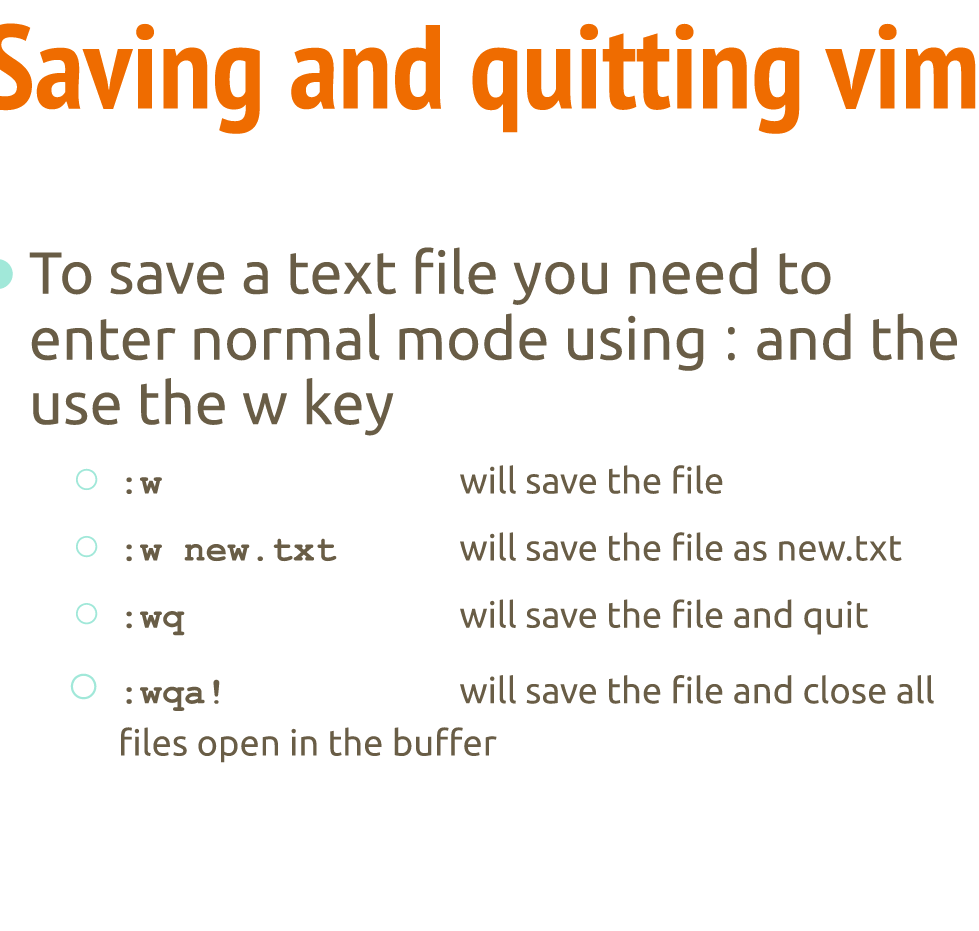 Saving and quitting vim
To save a text file you need to
enter normal mode using : and the
use the w key
:w will save the file
:w new.txt will save the file as new.txt
:wq will save the file and quit
:wqa! will save the file and close all
files open in the buffer